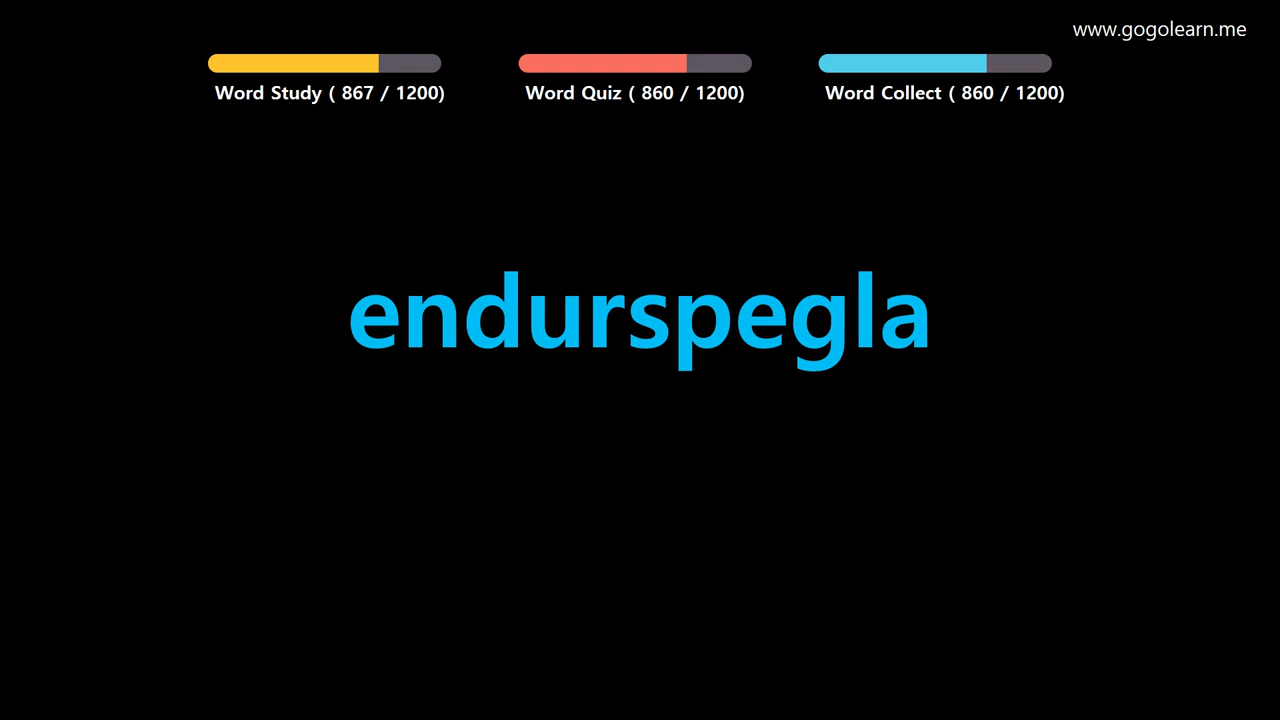 www.gogolearn.me
Word Study ( 867 / 1200)
Word Quiz ( 860 / 1200)
Word Collect ( 860 / 1200)
endurspegla